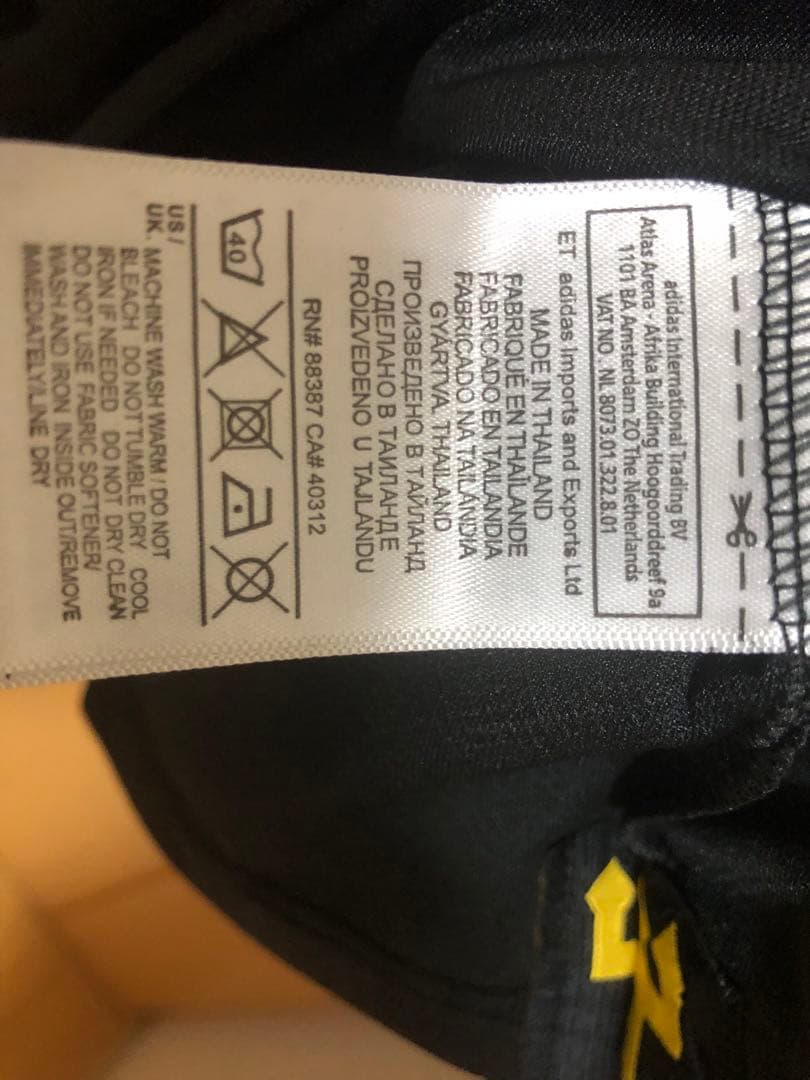 adidas International Trading BV
Atlas Arena - Afrika Building Hoogoorddreef 9a
1101 BA Amsterdam ZO The Netherlands
VAT NO. NL 8073.01.322.B.01
ET adidas Imports and Exports Ltd
MADE IN THAILAND
FABRIQUÉ EN THAÏLANDE
FABRICADO EN TAILANDIA
FABRICADO NA TAILÂNDIA
GYÁRTVA. THAILAND
ПРОИЗВЕДЕНО В ТАЙЛАНД
СДЕЛАНО В ТАИЛАНДЕ
PROIZVEDENO U TAJLANDU
RN# 88387 CA# 40312
40
US/
UK. MACHINE WASH WARM / DO NOT
BLEACH DO NOT TUMBLE DRY COOL
IRON IF NEEDED DO NOT DRY CLEAN
DO NOT USE FABRIC SOFTENER/
WASH AND IRON INSIDE OUT/REMOVE
IMMEDIATELY/LINE DRY